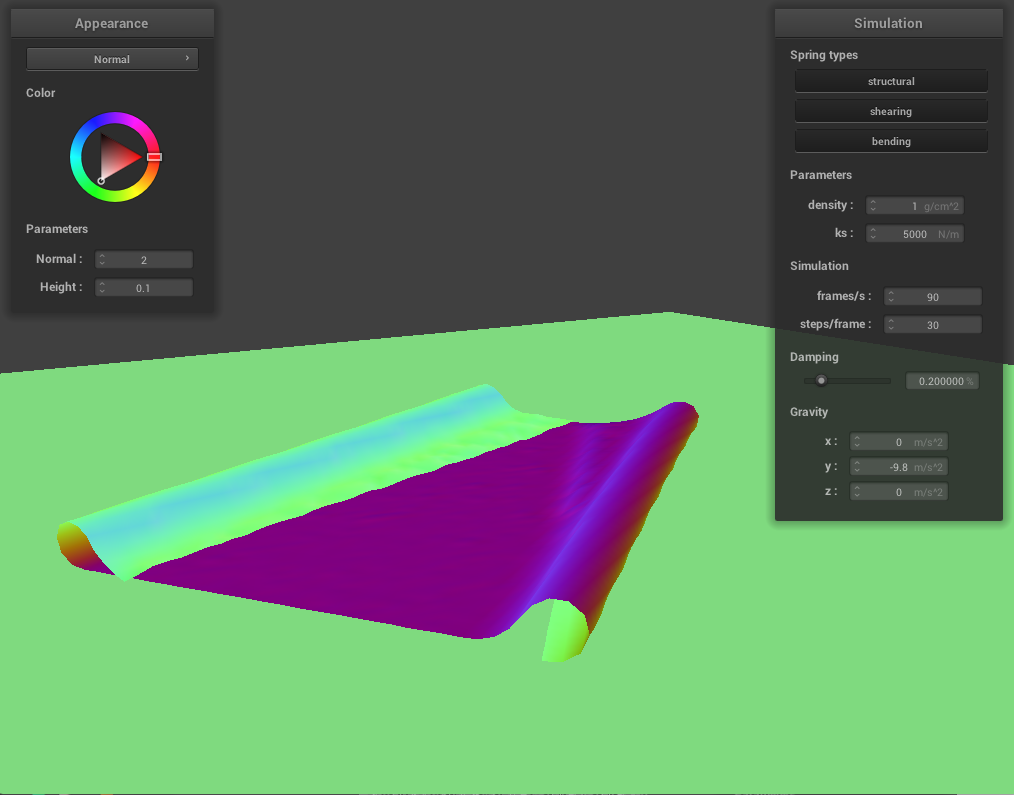 Appearance
Normal
Color
Parameters
Normal : 2
Height : 0.1
Simulation
Spring types
structural
shearing
bending
Parameters
density : 1 g/cm^2
ks : 5000 N/m
Simulation
frames/s : 90
steps/frame : 30
Damping
0.200000 %
Gravity
x : 0 m/s^2
y : -9.8 m/s^2
z : 0 m/s^2